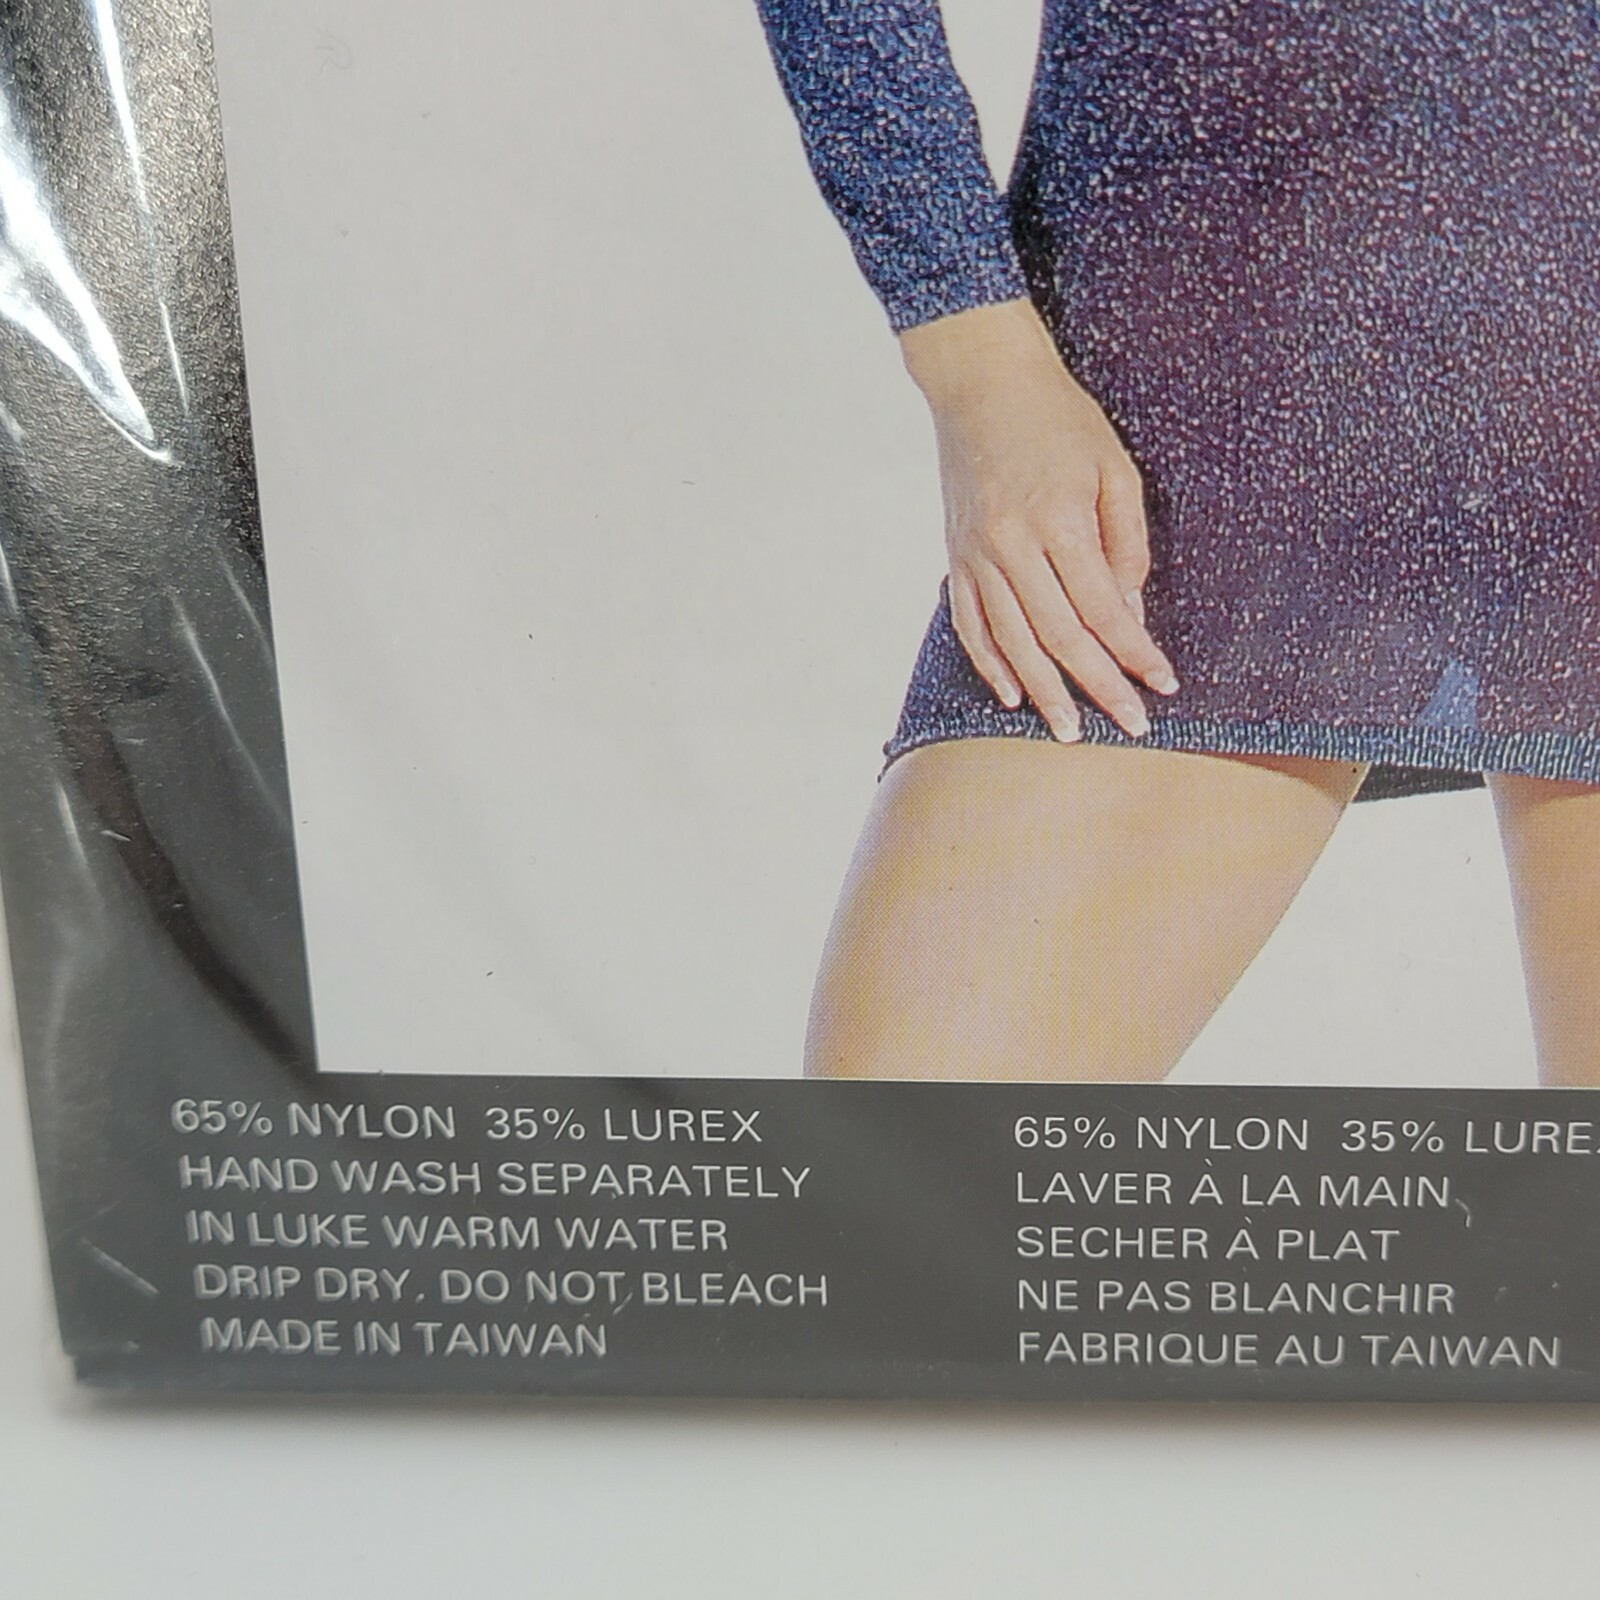 65% NYLON 35% LUREX
HAND WASH SEPARATELY
IN LUKE WARM WATER
DRIP DRY. DO NOT BLEACH
MADE IN TAIWAN
65% NYLON 35% LURE
LAVER À LA MAIN
SECHER À PLAT
NE PAS BLANCHIR
FABRIQUE AU TAIWAN